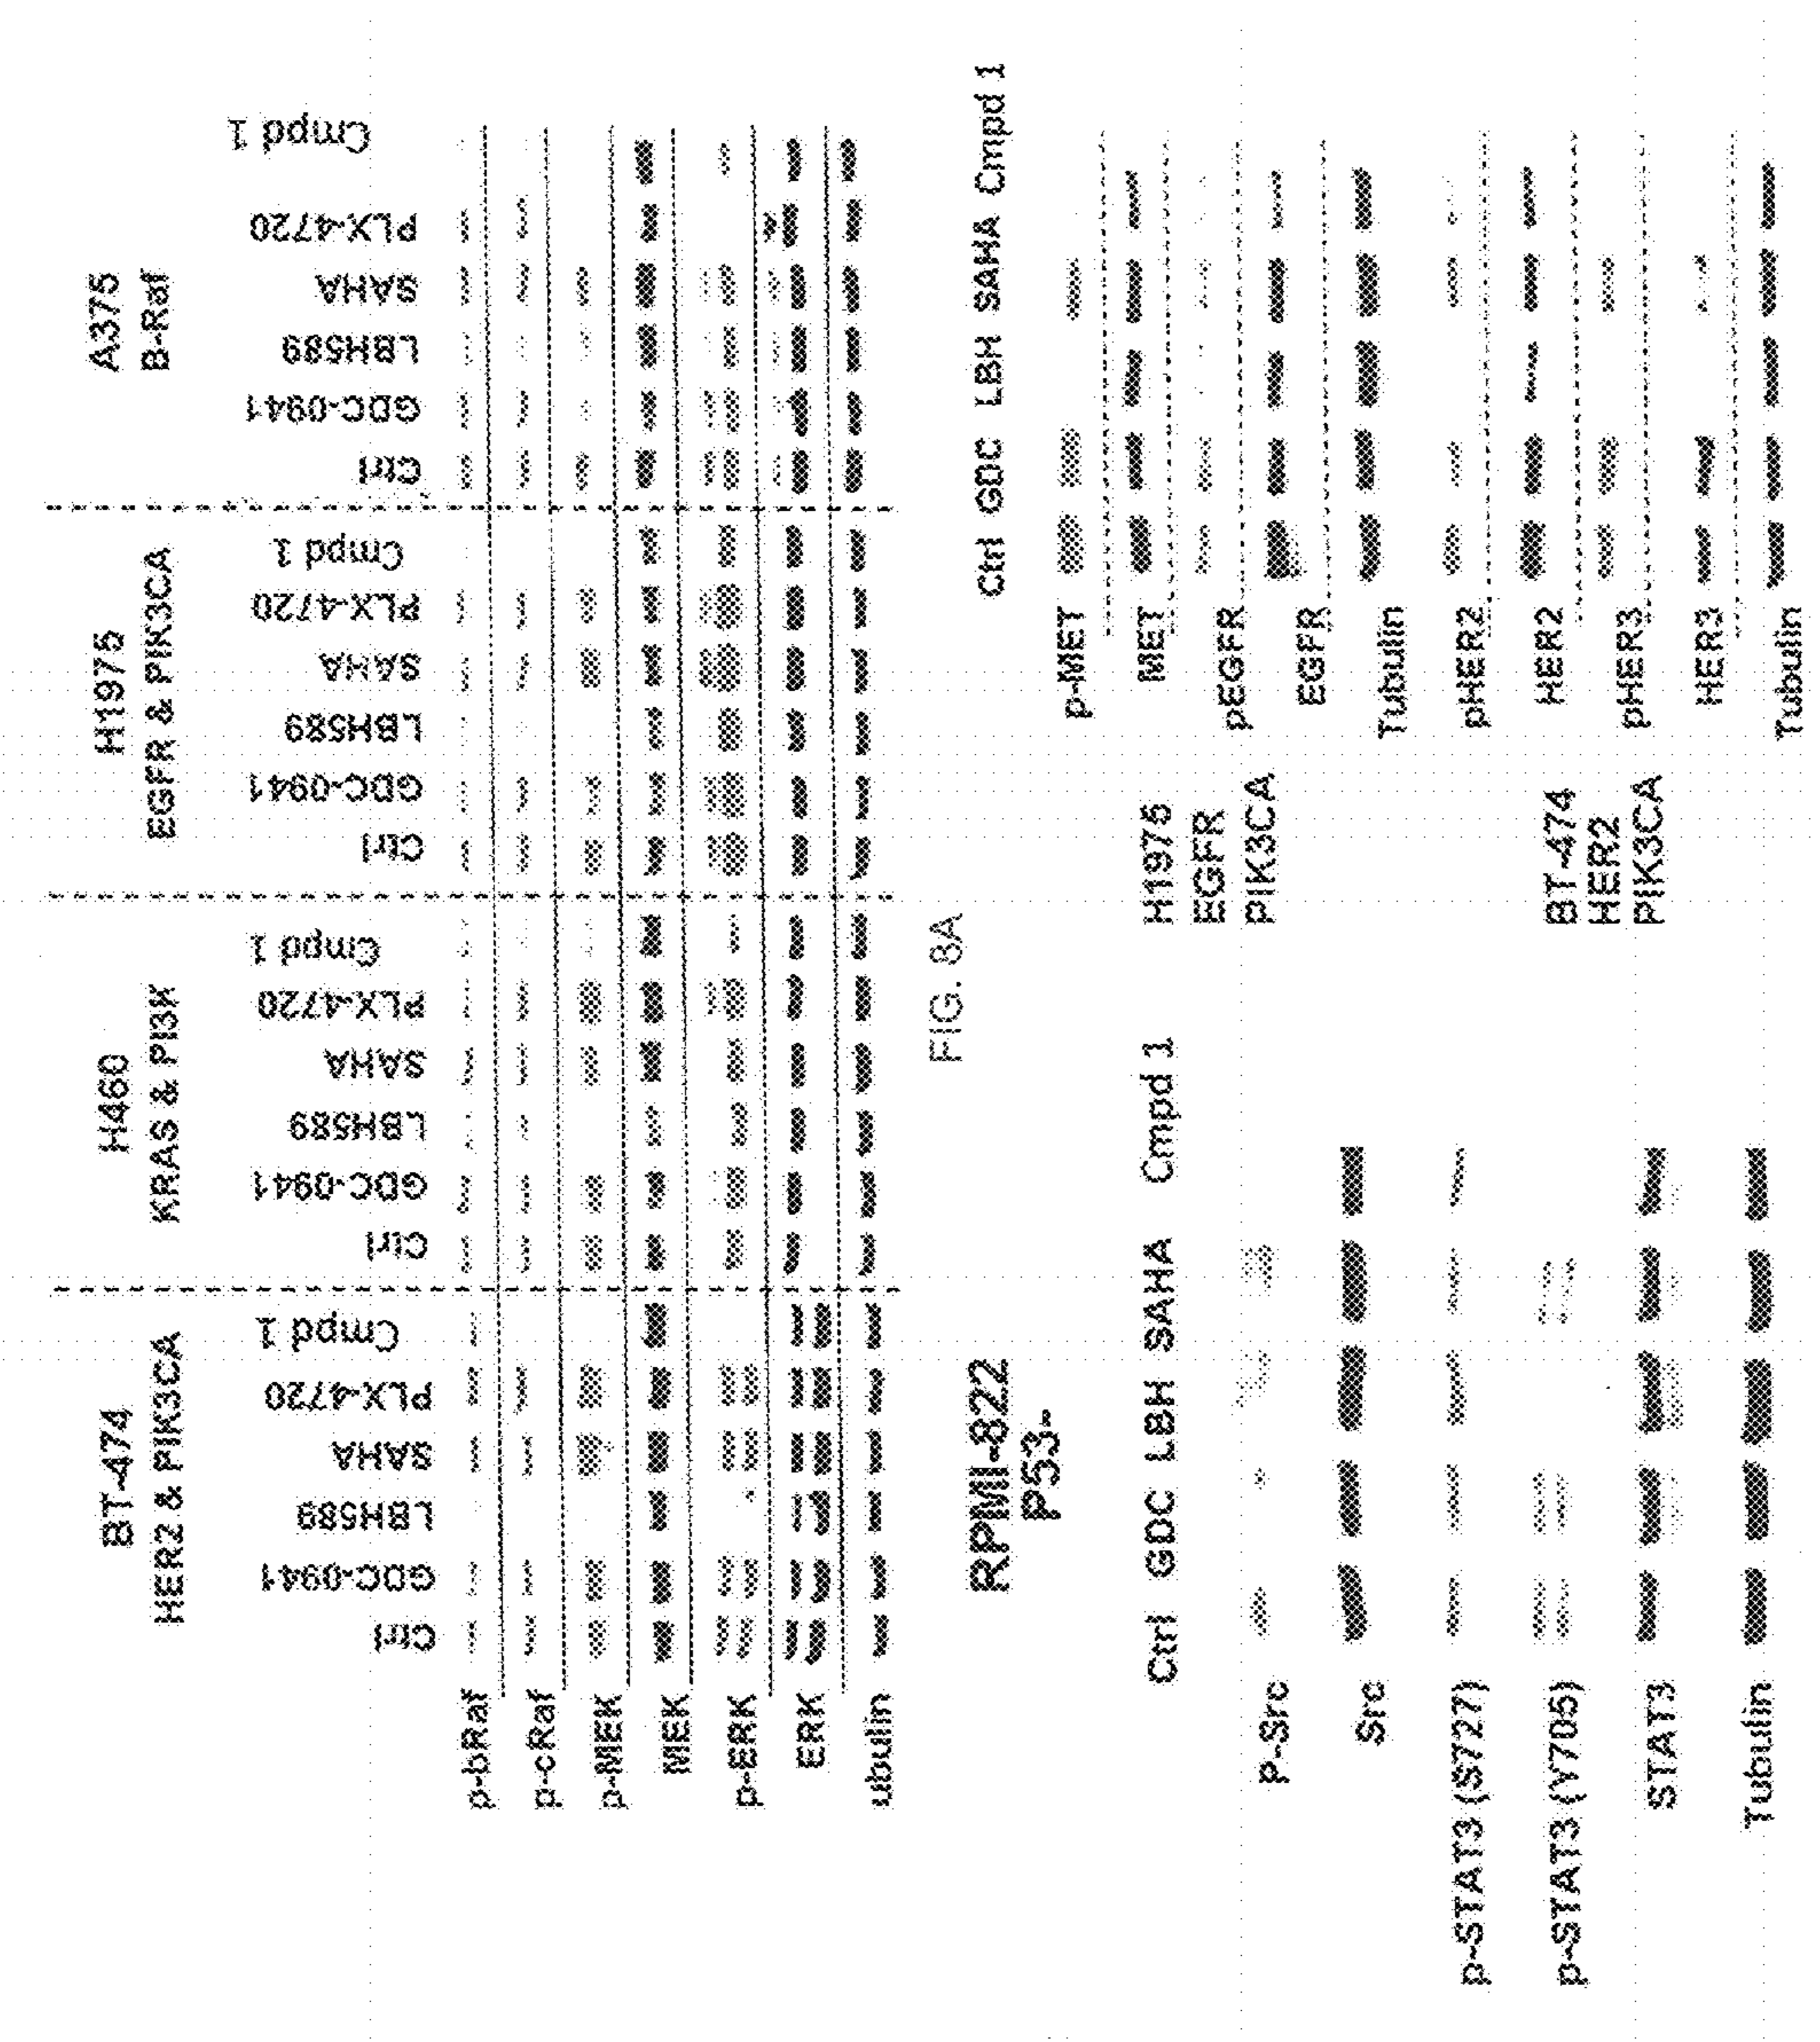 BT-474
HER2 & PIK3CA
H460
KRAS & PI3K
H1975
EGFR & PIK3CA
A375
B-Raf
Ctrl GDC-0941 LBH589 SAHA PLX-4720 Cmpd 1 Ctrl GDC-0941 LBH589 SAHA PLX-4720 Cmpd 1 Ctrl GDC-0941 LBH589 SAHA PLX-4720 Cmpd 1 Ctrl GDC-0941 LBH589 SAHA PLX-4720 Cmpd 1
p-bRaf
p-cRaf
p-MEK
MEK
p-ERK
ERK
ubulin
FIG. 8A
RPMI-822
P53-
Ctrl GDC LBH SAHA Cmpd 1
P-Src
Src
p-STAT3 (S727)
p-STAT3 (Y705)
STAT3
Tubulin
Ctrl GDC LBH SAHA Cmpd 1
H1975
EGFR
PIK3CA
p-MET
MET
pEGFR
EGFR
Tubulin
BT-474
HER2
PIK3CA
pHER2
HER2
pHER3
HER3
Tubulin